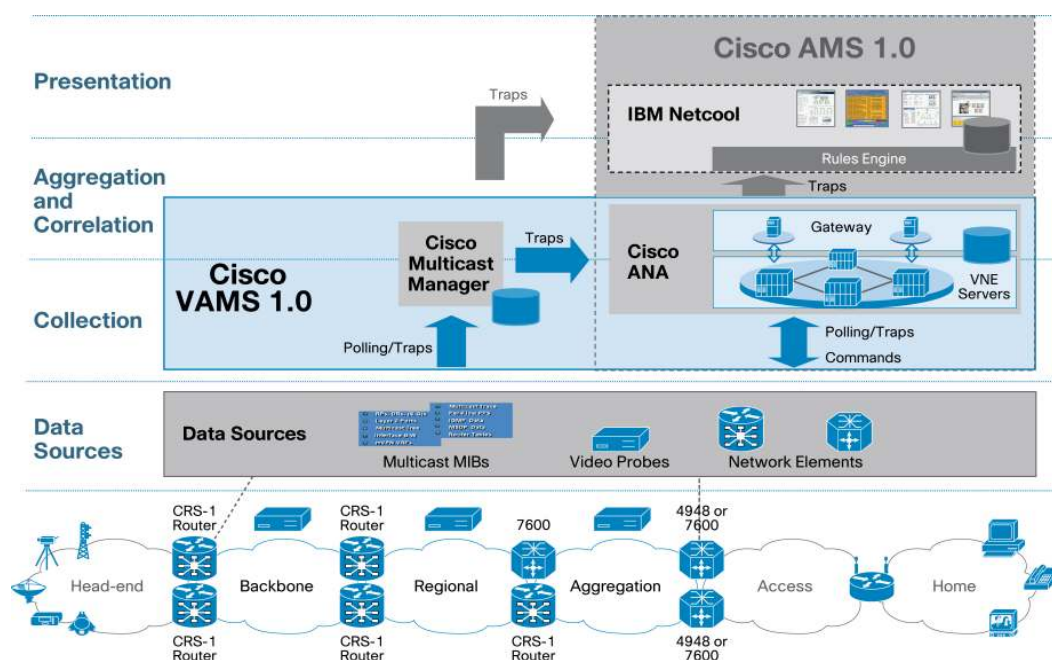 Cisco AMS 1.0
Presentation
Traps
IBM Netcool
Rules Engine
Aggregation
and
Correlation
Traps
Cisco
VAMS 1.0
Cisco
Multicast
Manager
Traps
Cisco
ANA
Gateway
VNE
Servers
Collection
Polling/Traps
Polling/Traps
Commands
Data
Sources
Data Sources
Multicast MIBs
Video Probes
Network Elements
CRS-1
Router
CRS-1
Router
7600
4948 or
7600
Head-end
Backbone
Regional
Aggregation
Access
Home
CRS-1
Router
CRS-1
Router
CRS-1
Router
4948 or
7600